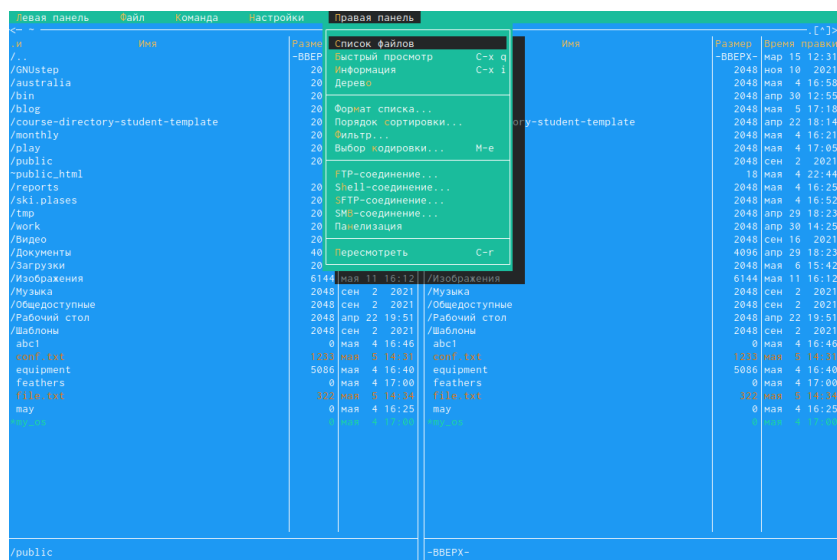 Левая панель Файл Команда Настройки Правая панель
<- ~ .[^]>
.и Имя Разме Имя Размер Время правки
/.. -ВВЕР -ВВЕРХ- мар 15 12:31
/GNUstep 20 2048 ноя 10 2021
/australia 20 2048 мая 4 16:58
/bin 20 2048 апр 30 12:55
/blog 20 2048 мая 5 17:18
/course-directory-student-template 20 ory-student-template 2048 апр 22 18:14
/monthly 20 2048 мая 4 16:21
/play 20 2048 мая 4 17:05
/public 20 2048 сен 2 2021
~public_html 18 мая 4 22:44
/reports 20 2048 мая 4 16:25
/ski.plases 20 2048 мая 4 16:52
/tmp 20 2048 апр 29 18:23
/work 20 2048 апр 30 14:25
/Видео 20 2048 сен 16 2021
/Документы 40 4096 апр 29 18:23
/Загрузки 20 2048 мая 6 15:42
Список файлов
Быстрый просмотр C-x q
Информация C-x i
Дерево
Формат списка...
Порядок сортировки...
Фильтр...
Выбор кодировки... M-e
FTP-соединение...
Shell-соединение...
SFTP-соединение...
SMB-соединение...
Панелизация
Пересмотреть C-r
/Изображения 6144 мая 11 16:12 /Изображения 6144 мая 11 16:12
/Музыка 2048 сен 2 2021 /Музыка 2048 сен 2 2021
/Общедоступные 2048 сен 2 2021 /Общедоступные 2048 сен 2 2021
/Рабочий стол 2048 апр 22 19:51 /Рабочий стол 2048 апр 22 19:51
/Шаблоны 2048 сен 2 2021 /Шаблоны 2048 сен 2 2021
abc1 0 мая 4 16:46 abc1 0 мая 4 16:46
conf.txt 1233 мая 5 14:31 conf.txt 1233 мая 5 14:31
equipment 5086 мая 4 16:40 equipment 5086 мая 4 16:40
feathers 0 мая 4 17:00 feathers 0 мая 4 17:00
file.txt 322 мая 5 14:34 file.txt 322 мая 5 14:34
may 0 мая 4 16:25 may 0 мая 4 16:25
*my_os 0 мая 4 17:00 *my_os 0 мая 4 17:00
/public -ВВЕРХ-